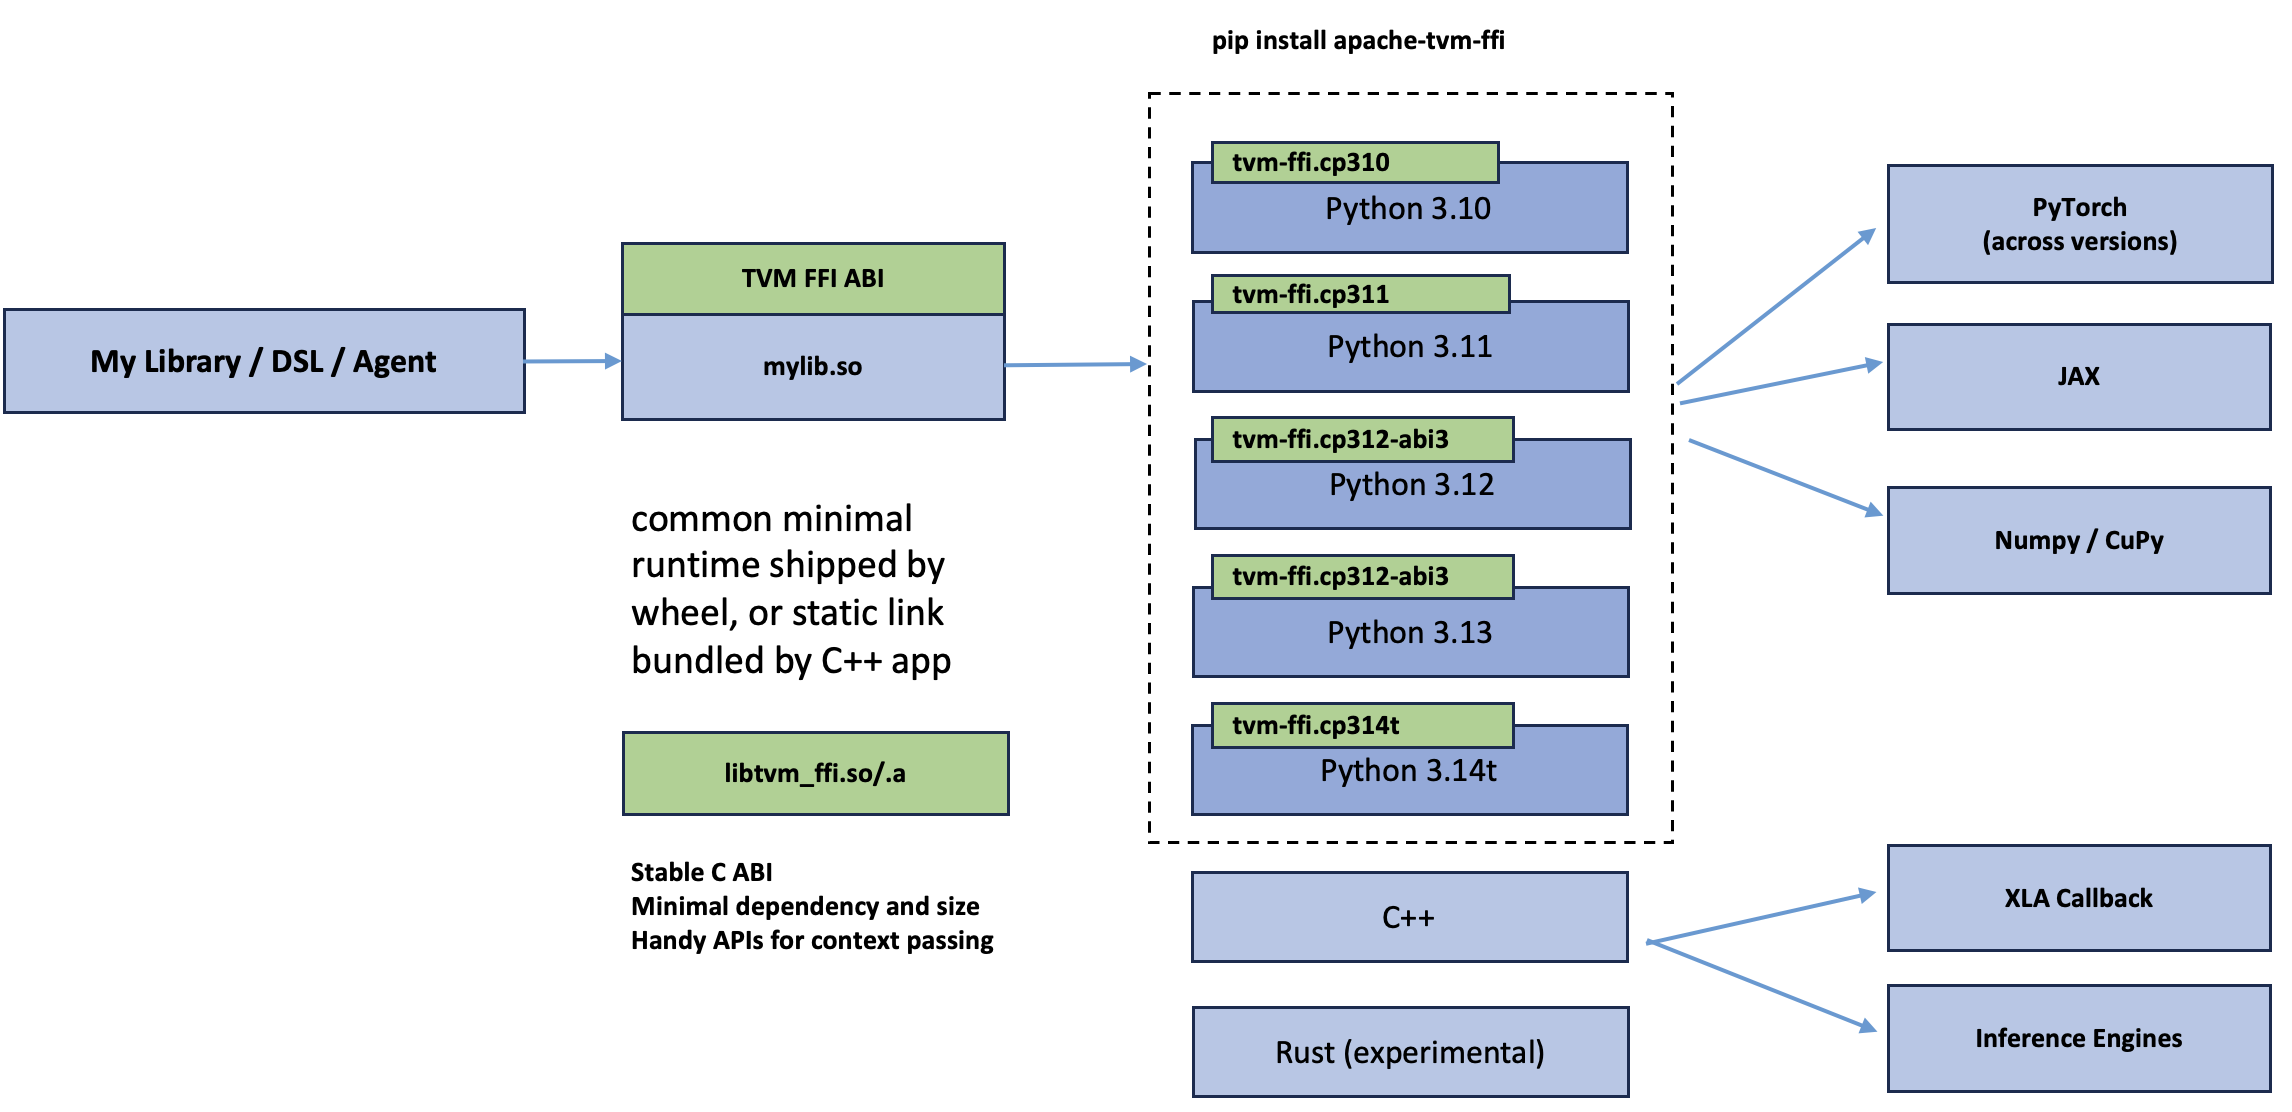 pip install apache-tvm-ffi
My Library / DSL / Agent
TVM FFI ABI
mylib.so
common minimal
runtime shipped by
wheel, or static link
bundled by C++ app
libtvm_ffi.so/.a
Stable C ABI
Minimal dependency and size
Handy APIs for context passing
tvm-ffi.cp310
Python 3.10
tvm-ffi.cp311
Python 3.11
tvm-ffi.cp312-abi3
Python 3.12
tvm-ffi.cp312-abi3
Python 3.13
tvm-ffi.cp314t
Python 3.14t
C++
Rust (experimental)
PyTorch
(across versions)
JAX
Numpy / CuPy
XLA Callback
Inference Engines